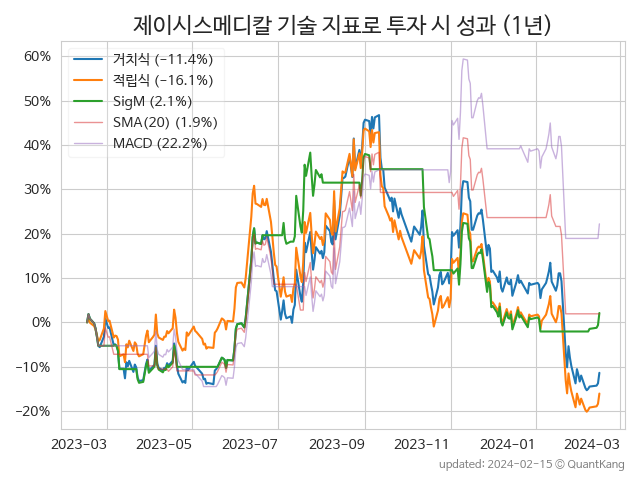 제이시스메디칼 기술 지표로 투자 시 성과 (1년)
거치식 (−11.4%)
적립식 (−16.1%)
SigM (2.1%)
SMA(20) (1.9%)
MACD (22.2%)
60%
50%
40%
30%
20%
10%
0%
−10%
−20%
2023−03 2023−05 2023−07 2023−09 2023−11 2024−01 2024−03
updated: 2024−02−15 ⓒ QuantKang